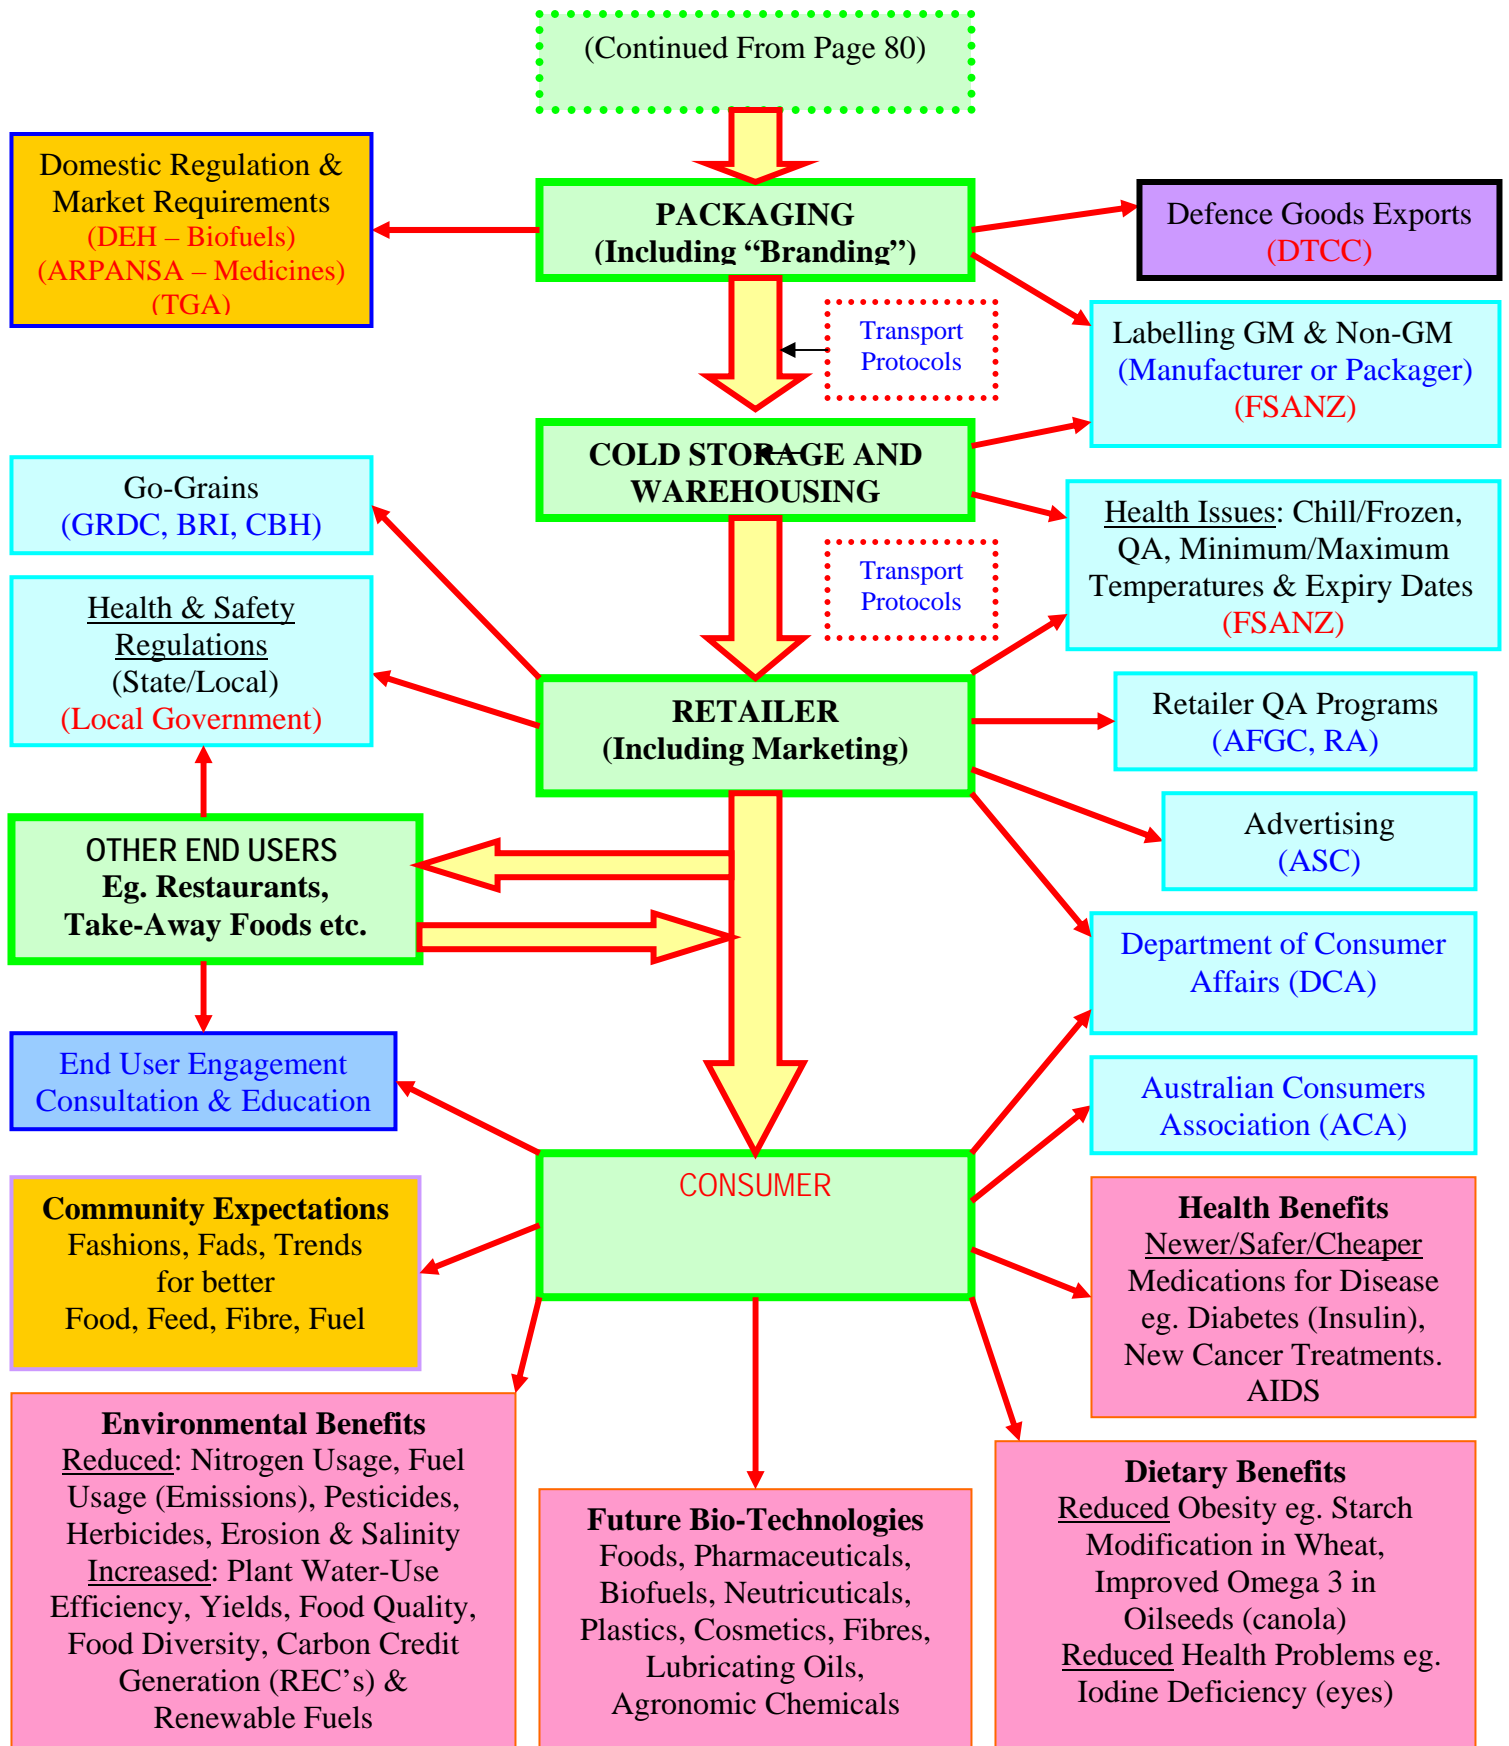 (Continued From Page 80)
Domestic Regulation &
Market Requirements
(DEH – Biofuels)
(ARPANSA – Medicines)
(TGA)
PACKAGING
(Including “Branding”)
Defence Goods Exports
(DTCC)
Transport
Protocols
Labelling GM & Non-GM
(Manufacturer or Packager)
(FSANZ)
COLD STORAGE AND
WAREHOUSING
Go-Grains
(GRDC, BRI, CBH)
Health Issues: Chill/Frozen,
QA, Minimum/Maximum
Temperatures & Expiry Dates
(FSANZ)
Transport
Protocols
Health & Safety
Regulations
(State/Local)
(Local Government)
RETAILER
(Including Marketing)
Retailer QA Programs
(AFGC, RA)
Advertising
(ASC)
OTHER END USERS
Eg. Restaurants,
Take-Away Foods etc.
Department of Consumer
Affairs (DCA)
End User Engagement
Consultation & Education
Australian Consumers
Association (ACA)
CONSUMER
Community Expectations
Fashions, Fads, Trends
for better
Food, Feed, Fibre, Fuel
Health Benefits
Newer/Safer/Cheaper
Medications for Disease
eg. Diabetes (Insulin),
New Cancer Treatments.
AIDS
Environmental Benefits
Reduced: Nitrogen Usage, Fuel
Usage (Emissions), Pesticides,
Herbicides, Erosion & Salinity
Increased: Plant Water-Use
Efficiency, Yields, Food Quality,
Food Diversity, Carbon Credit
Generation (REC’s) &
Renewable Fuels
Future Bio-Technologies
Foods, Pharmaceuticals,
Biofuels, Neutricuticals,
Plastics, Cosmetics, Fibres,
Lubricating Oils,
Agronomic Chemicals
Dietary Benefits
Reduced Obesity eg. Starch
Modification in Wheat,
Improved Omega 3 in
Oilseeds (canola)
Reduced Health Problems eg.
Iodine Deficiency (eyes)